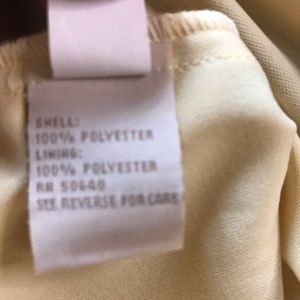 SHELL:
100% POLYESTER
LINING:
100% POLYESTER
RN 50640
SEE REVERSE FOR CARE